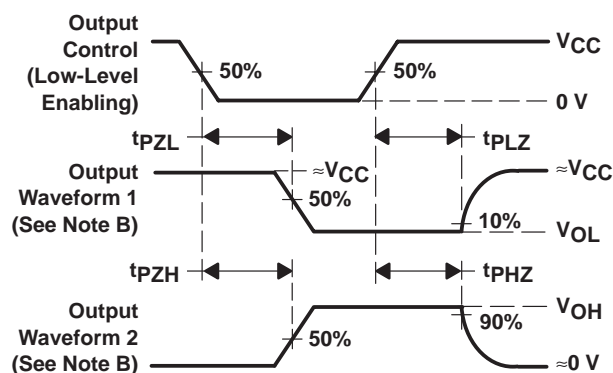 Output
Control
(Low-Level
Enabling)
50%
50%
VCC
0 V
tPZL
tPLZ
Output
Waveform 1
(See Note B)
≈VCC
50%
≈VCC
10%
VOL
tPZH
tPHZ
Output
Waveform 2
(See Note B)
50%
VOH
90%
≈0 V